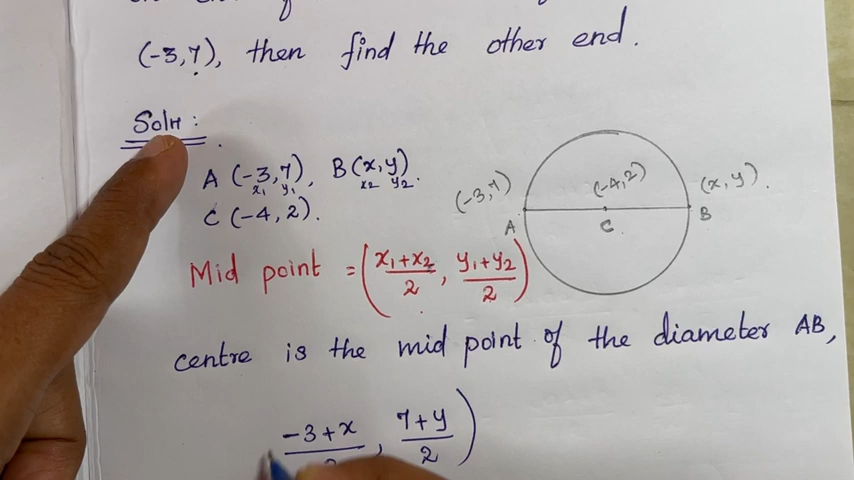 (-3,7), then find the other end.
Soln:
A (-3,7), B(x,y).
x1 y1 x2 y2
C (-4,2).
(-3,7) (-4,2) (x,y).
A C. B
Mid point = (x1+x2/2, y1+y2/2)
centre is the mid point of the diameter AB,
-3+x/2, 7+y/2)